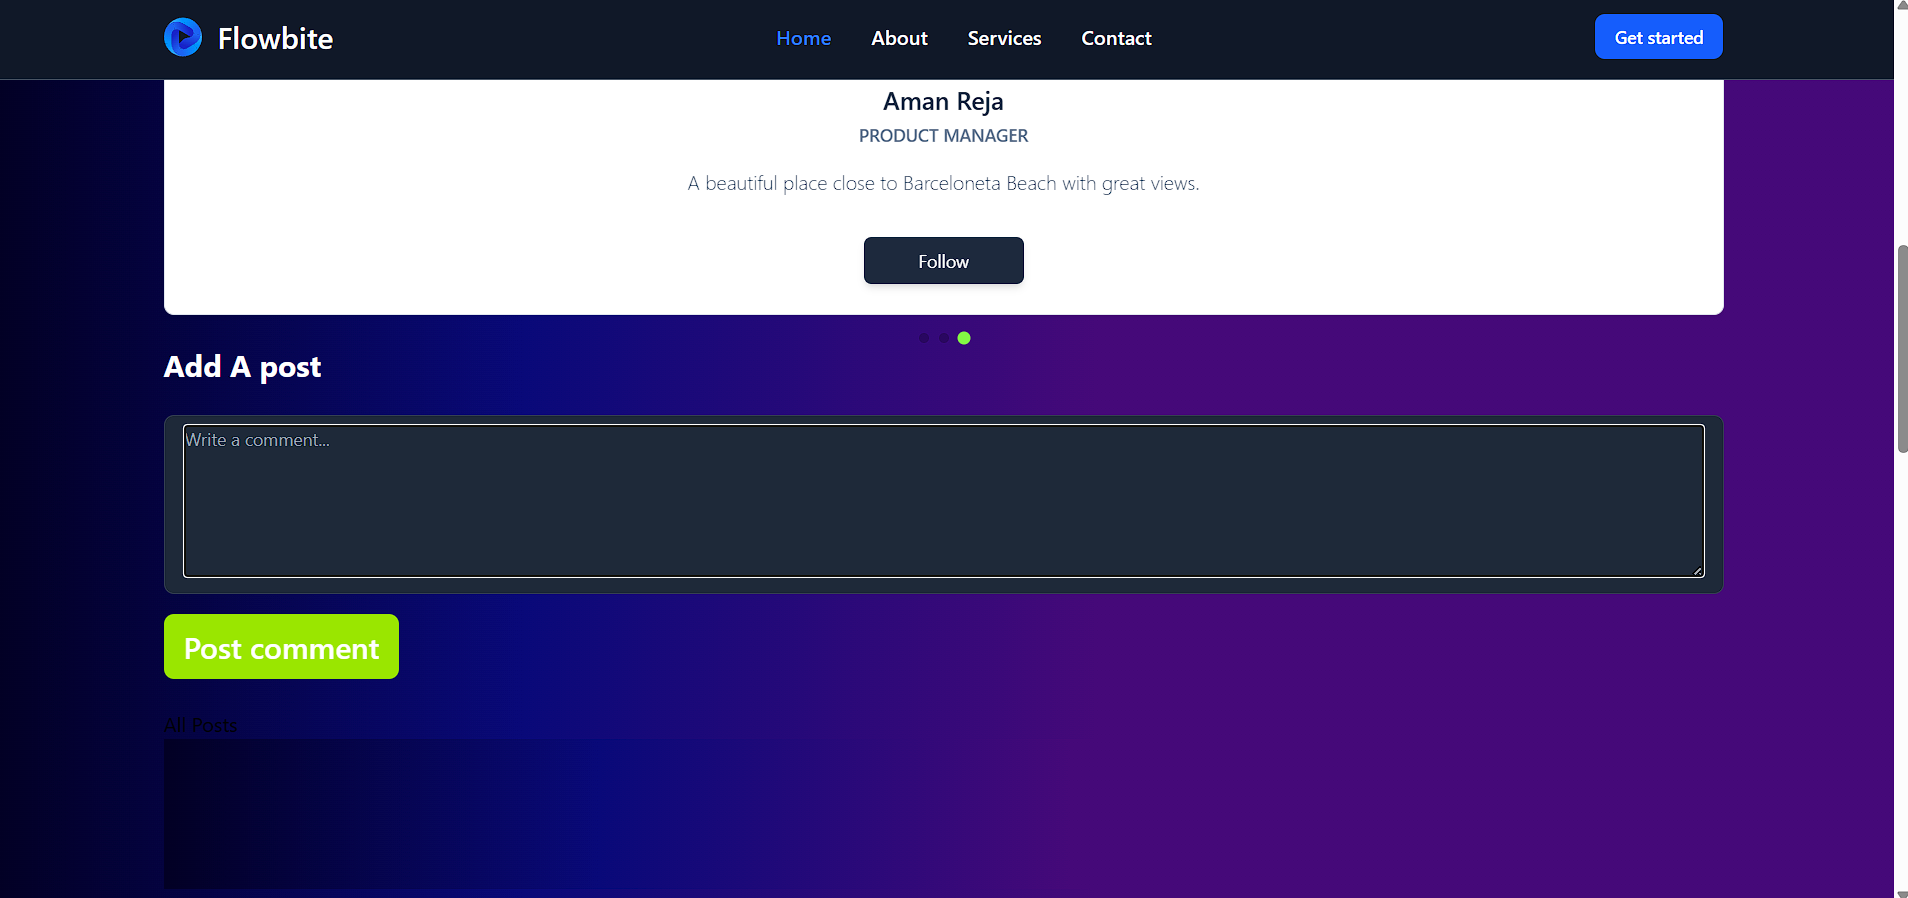 Flowbite
Home About Services Contact
Get started
Aman Reja
PRODUCT MANAGER
A beautiful place close to Barceloneta Beach with great views.
Follow
Add A post
Write a comment...
Post comment
All Posts